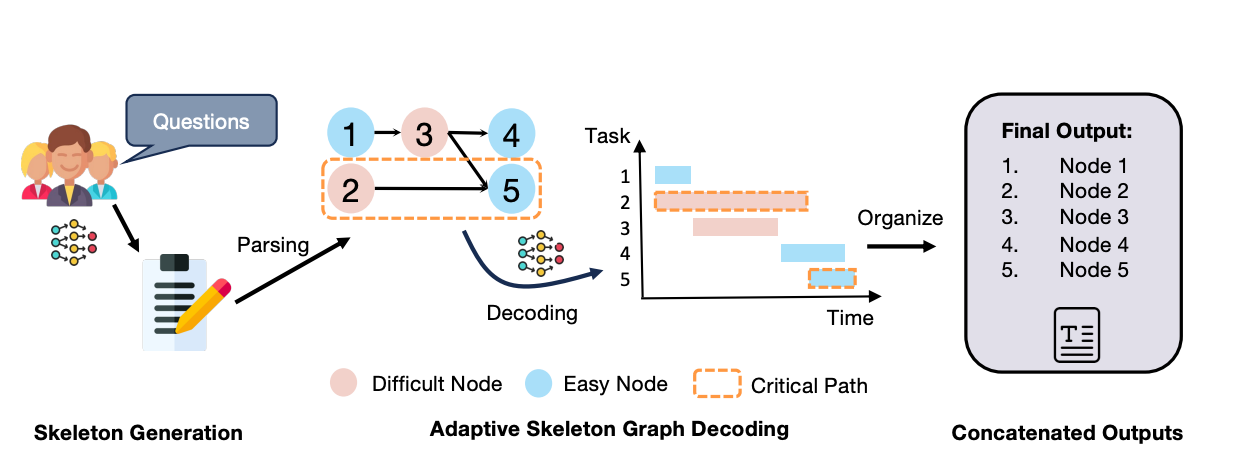 Questions
1
3
4
2
5
Parsing
Decoding
Task
1
2
3
4
5
Time
Organize
Final Output:
1. Node 1
2. Node 2
3. Node 3
4. Node 4
5. Node 5
T
Difficult Node
Easy Node
Critical Path
Skeleton Generation
Adaptive Skeleton Graph Decoding
Concatenated Outputs